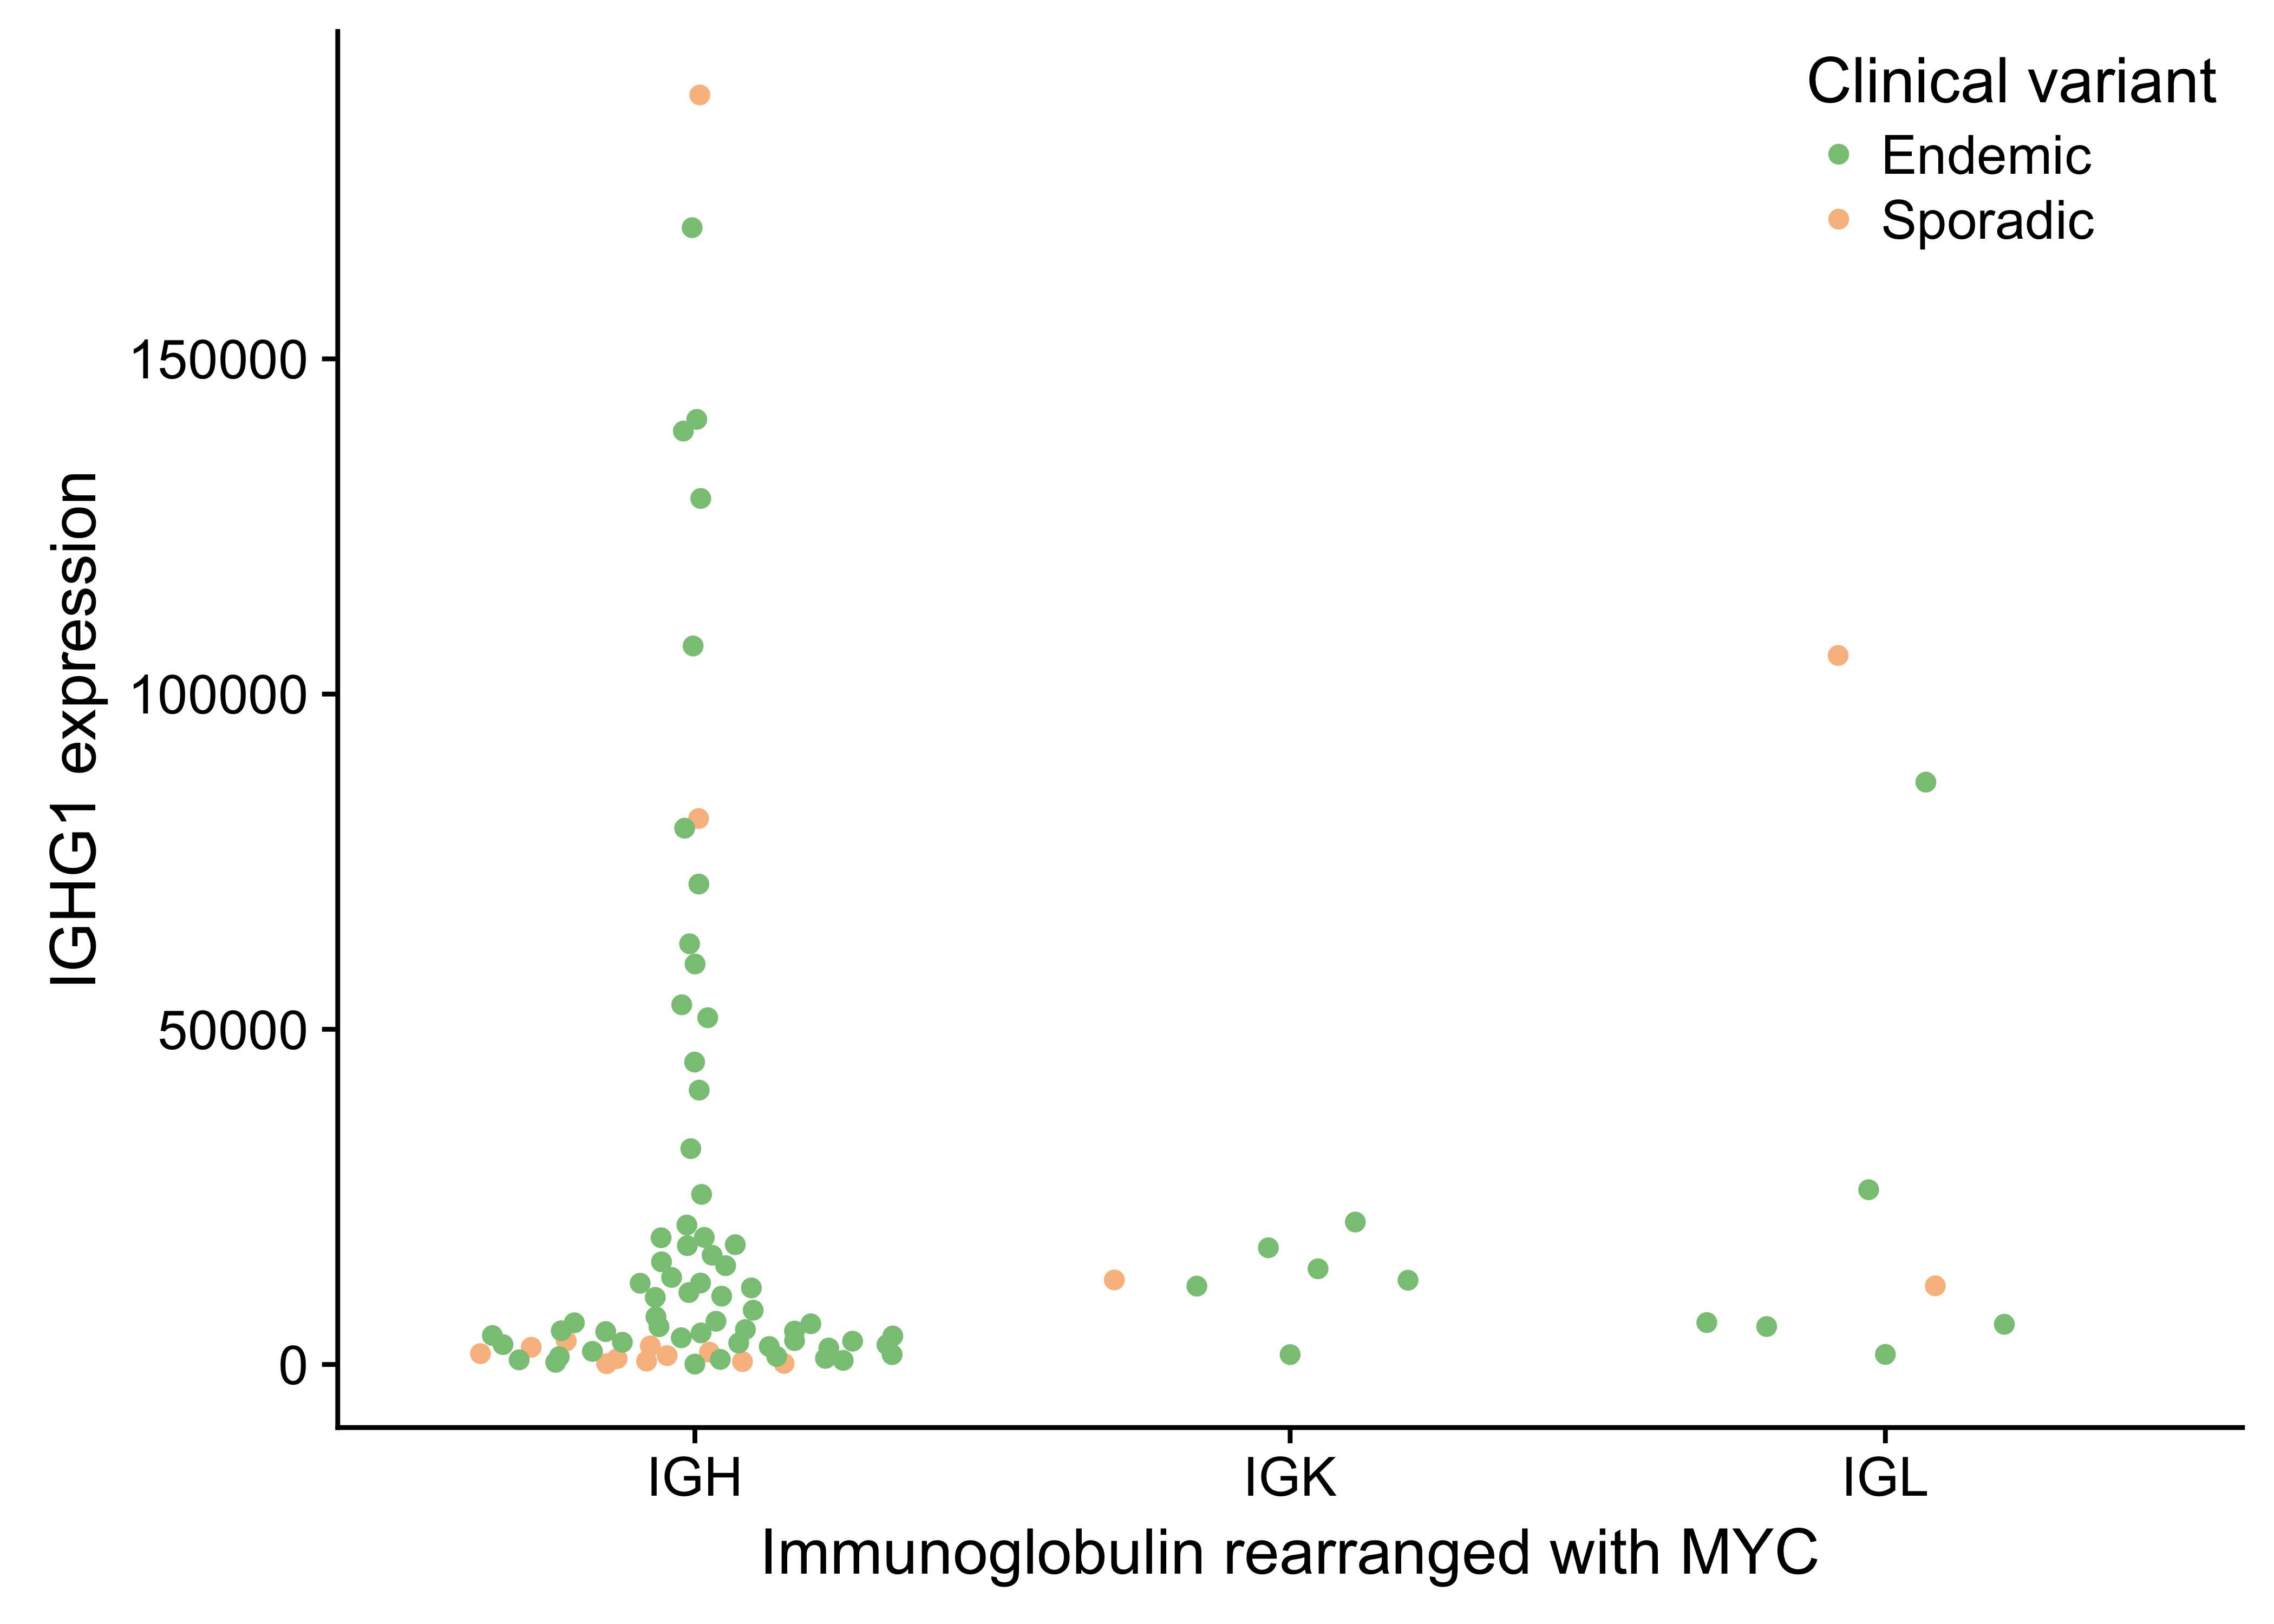 Clinical variant
Endemic
Sporadic
IGHG1 expression
150000
100000
50000
0
IGH
IGK
IGL
Immunoglobulin rearranged with MYC